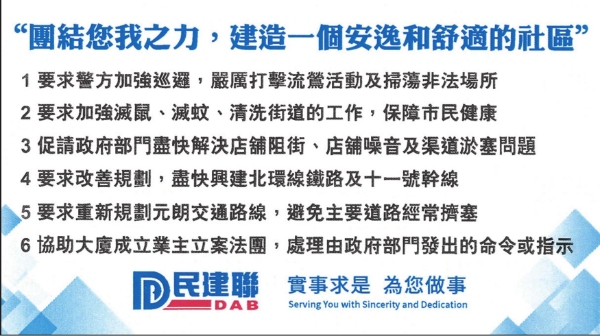 “團結您我之力，建造一個安逸和舒適的社區”
1 要求警方加強巡邏，嚴厲打擊流鶯活動及掃蕩非法場所
2 要求加強滅鼠、滅蚊、清洗街道的工作，保障市民健康
3 促請政府部門盡快解決店舖阻街、店舖噪音及渠道淤塞問題
4 要求改善規劃，盡快興建北環線鐵路及十一號幹線
5 要求重新規劃元朗交通路線，避免主要道路經常擠塞
6 協助大廈成立業主立案法團，處理由政府部門發出的命令或指示
民建聯 實事求是 為您做事
DAB Serving You with Sincerity and Dedication